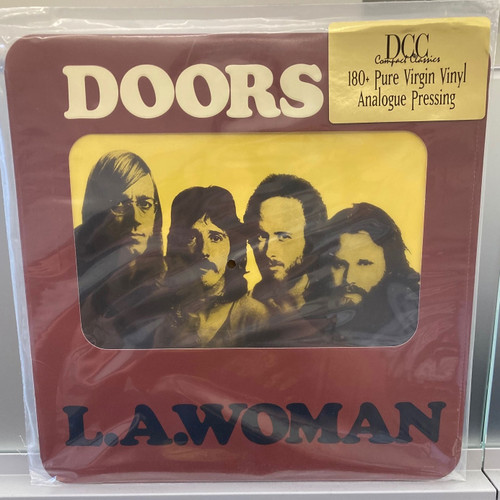 DOORS
DCC
Compact Classics
180+ Pure Virgin Vinyl
Analogue Pressing
L.A.WOMAN